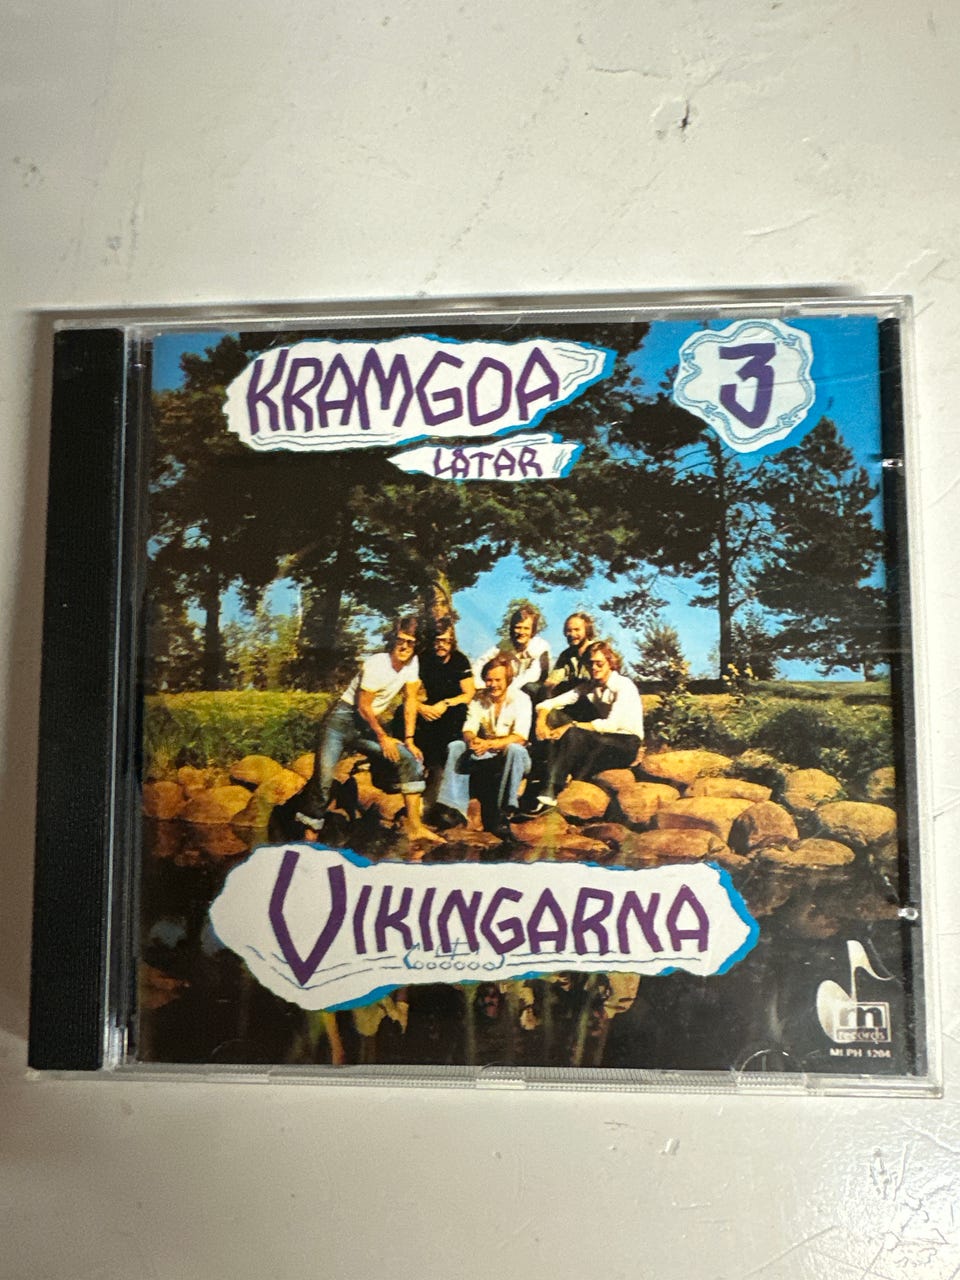 KRAMGOA
LÅTAR
3
VIKINGARNA
m
records
MLPH 1204